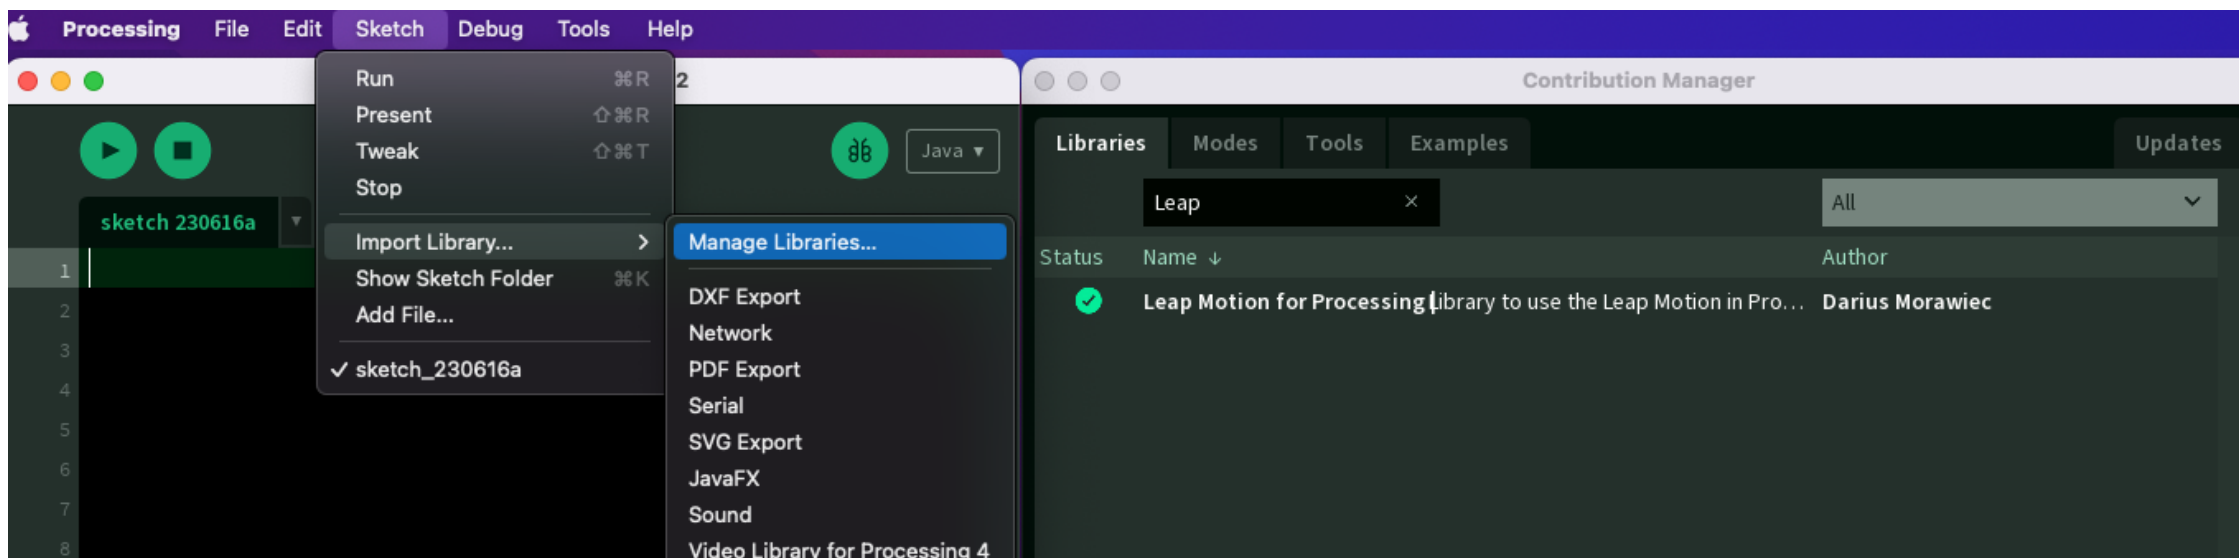 Processing File Edit Sketch Debug Tools Help
2
Contribution Manager
Run ⌘R
Present ⇧⌘R
Tweak ⇧⌘T
Stop
Import Library...
Show Sketch Folder ⌘K
Add File...
✓ sketch_230616a
Java ▾
sketch 230616a
1
2
3
4
5
6
7
8
Manage Libraries...
DXF Export
Network
PDF Export
Serial
SVG Export
JavaFX
Sound
Video Library for Processing 4
Libraries Modes Tools Examples Updates
Leap × All
Status Name ↓ Author
Leap Motion for Processing Library to use the Leap Motion in Pro... Darius Morawiec